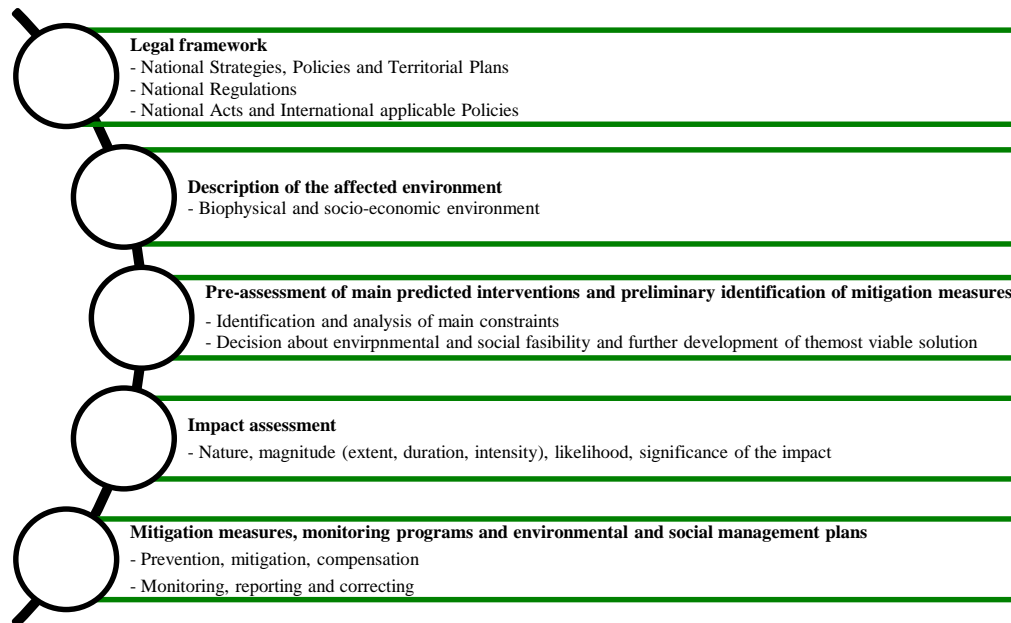 Legal framework
- National Strategies, Policies and Territorial Plans
- National Regulations
- National Acts and International applicable Policies
Description of the affected environment
- Biophysical and socio-economic environment
Pre-assessment of main predicted interventions and preliminary identification of mitigation measures
- Identification and analysis of main constraints
- Decision about envirpnmental and social fasibility and further development of themost viable solution
Impact assessment
- Nature, magnitude (extent, duration, intensity), likelihood, significance of the impact
Mitigation measures, monitoring programs and environmental and social management plans
- Prevention, mitigation, compensation
- Monitoring, reporting and correcting